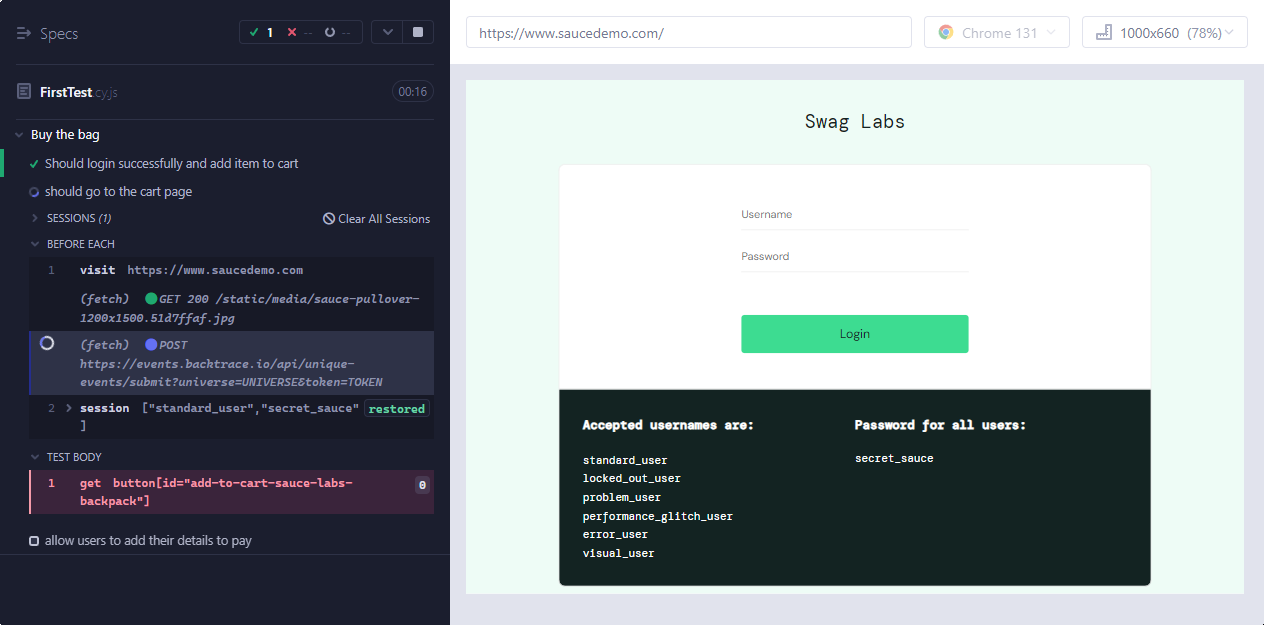 Specs
1
--
--
FirstTest.cy.js
00:16
Buy the bag
Should login successfully and add item to cart
should go to the cart page
SESSIONS (1)
Clear All Sessions
BEFORE EACH
1 visit https://www.saucedemo.com
(fetch) GET 200 /static/media/sauce-pullover-
1200x1500.51d7ffaf.jpg
(fetch) POST
https://events.backtrace.io/api/unique-
events/submit?universe=UNIVERSE&token=TOKEN
2 session ["standard_user","secret_sauce" restored
]
TEST BODY
1 get button[id="add-to-cart-sauce-labs- 0
backpack"]
allow users to add their details to pay
https://www.saucedemo.com/
Chrome 131
1000x660 (78%)
Swag Labs
Username
Password
Login
Accepted usernames are:
standard_user
locked_out_user
problem_user
performance_glitch_user
error_user
visual_user
Password for all users:
secret_sauce